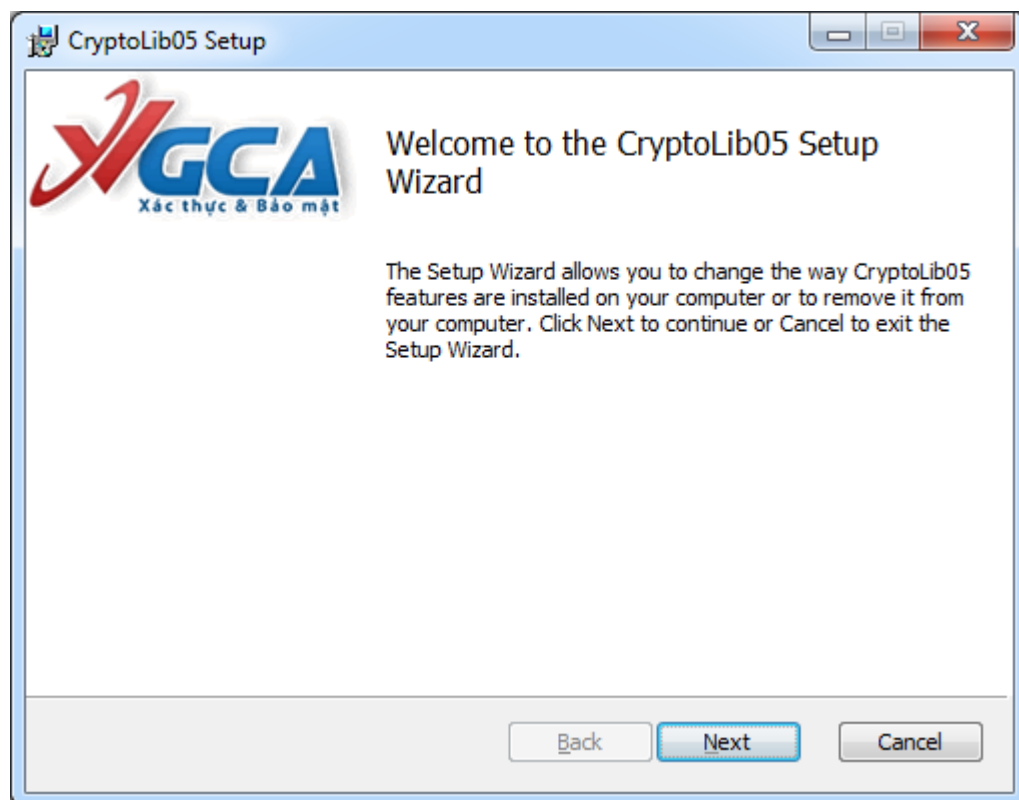 CryptoLib05 Setup
VGCA
Xác thực & Bảo mật
Welcome to the CryptoLib05 Setup
Wizard
The Setup Wizard allows you to change the way CryptoLib05
features are installed on your computer or to remove it from
your computer. Click Next to continue or Cancel to exit the
Setup Wizard.
Back Next Cancel